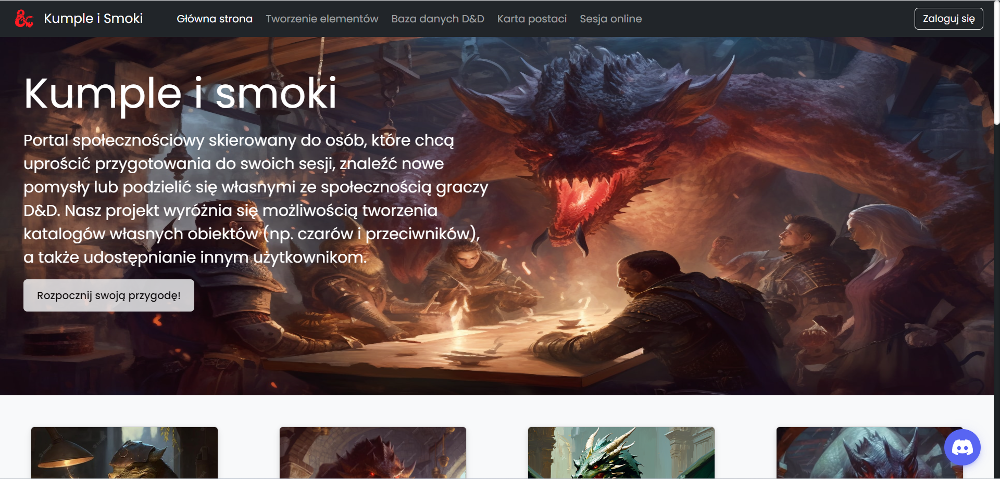 Kumple i Smoki
Główna strona
Tworzenie elementów
Baza danych D&D
Karta postaci
Sesja online
Zaloguj się
Kumple i smoki
Portal społecznościowy skierowany do osób, które chcą
uprościć przygotowania do swoich sesji, znaleźć nowe
pomysły lub podzielić się własnymi ze społecznością graczy
D&D. Nasz projekt wyróżnia się możliwością tworzenia
katalogów własnych obiektów (np. czarów i przeciwników),
a także udostępnianie innym użytkownikom.
Rozpocznij swoją przygodę!